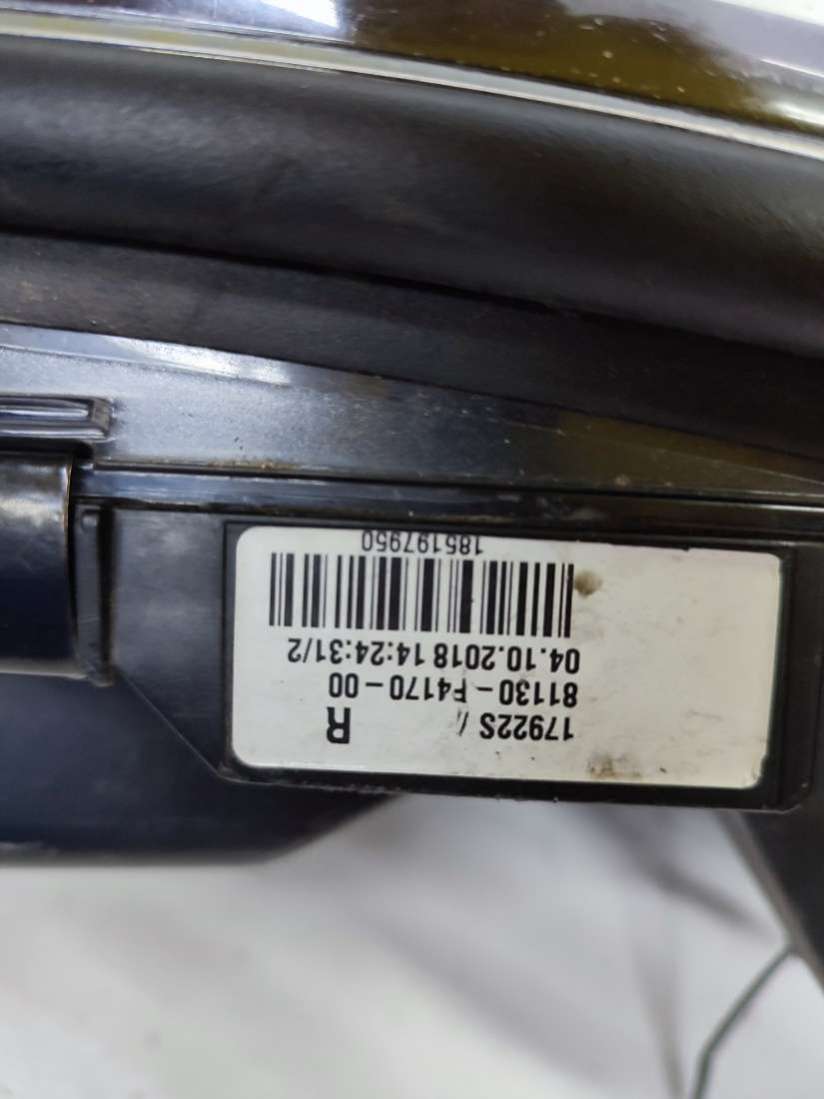 17922S / R
81130-F4170-00
04.10.2018 14:24:31/2
185197950